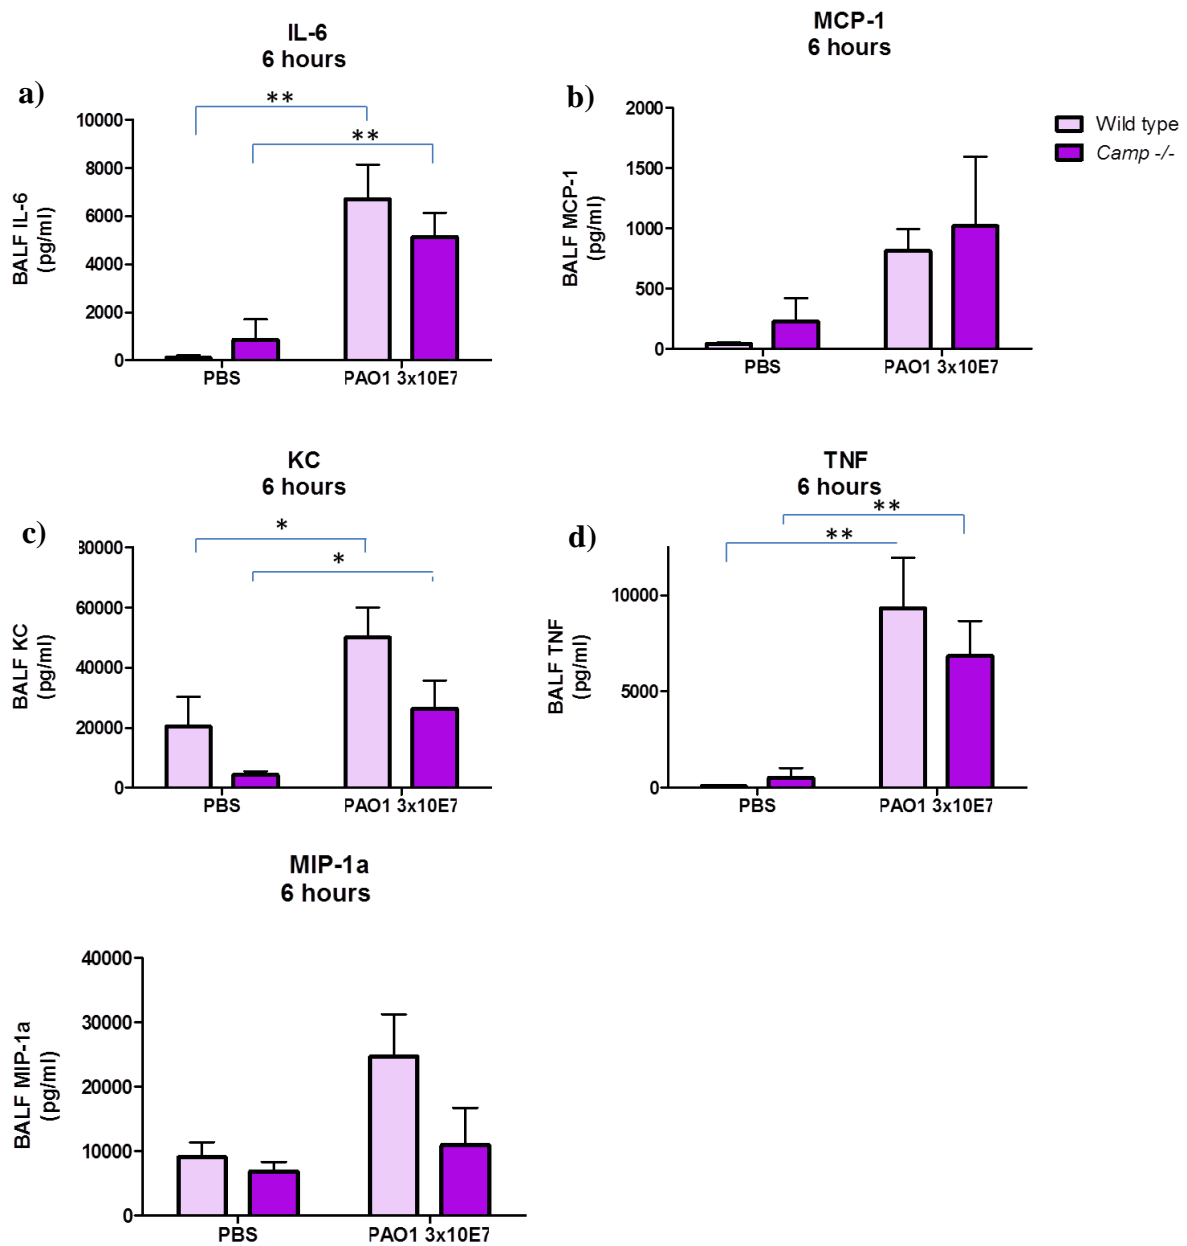 IL-6
6 hours
a)
**
**
10000
8000
6000
4000
2000
0
BALF IL-6
(pg/ml)
PBS
PAO1 3x10E7
MCP-1
6 hours
b)
2000
1500
1000
500
0
BALF MCP-1
(pg/ml)
PBS
PAO1 3x10E7
Wild type
Camp -/-
KC
6 hours
c)
*
*
80000
60000
40000
20000
0
BALF KC
(pg/ml)
PBS
PAO1 3x10E7
TNF
6 hours
d)
**
**
10000
5000
0
BALF TNF
(pg/ml)
PBS
PAO1 3x10E7
MIP-1a
6 hours
40000
30000
20000
10000
0
BALF MIP-1a
(pg/ml)
PBS
PAO1 3x10E7